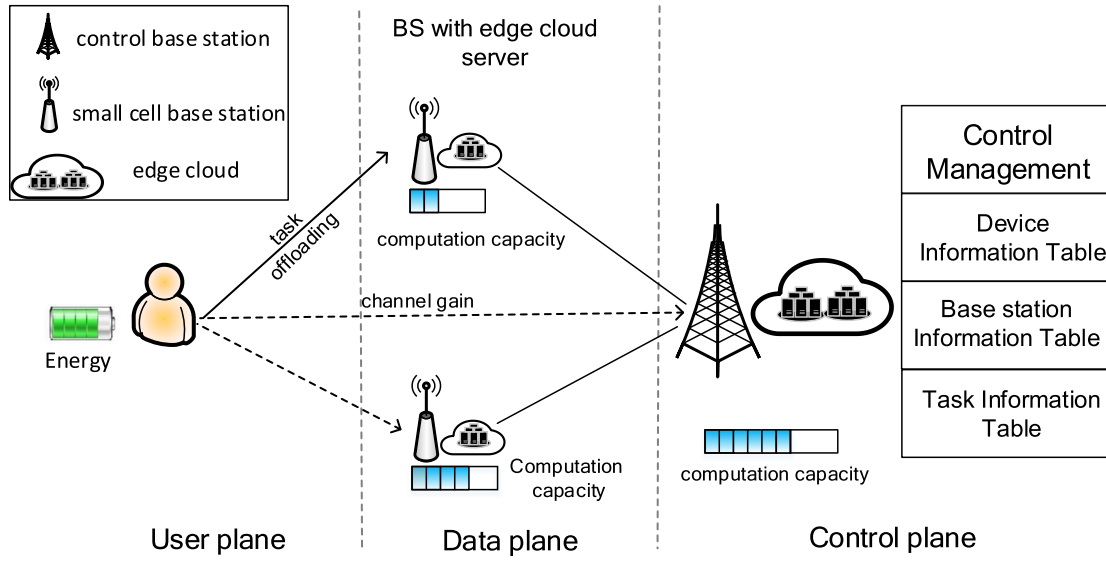 control base station
small cell base station
edge cloud
BS with edge cloud
server
computation capacity
task
offloading
channel gain
Energy
Computation
capacity
computation capacity
Control
Management
Device
Information Table
Base station
Information Table
Task Information
Table
User plane
Data plane
Control plane